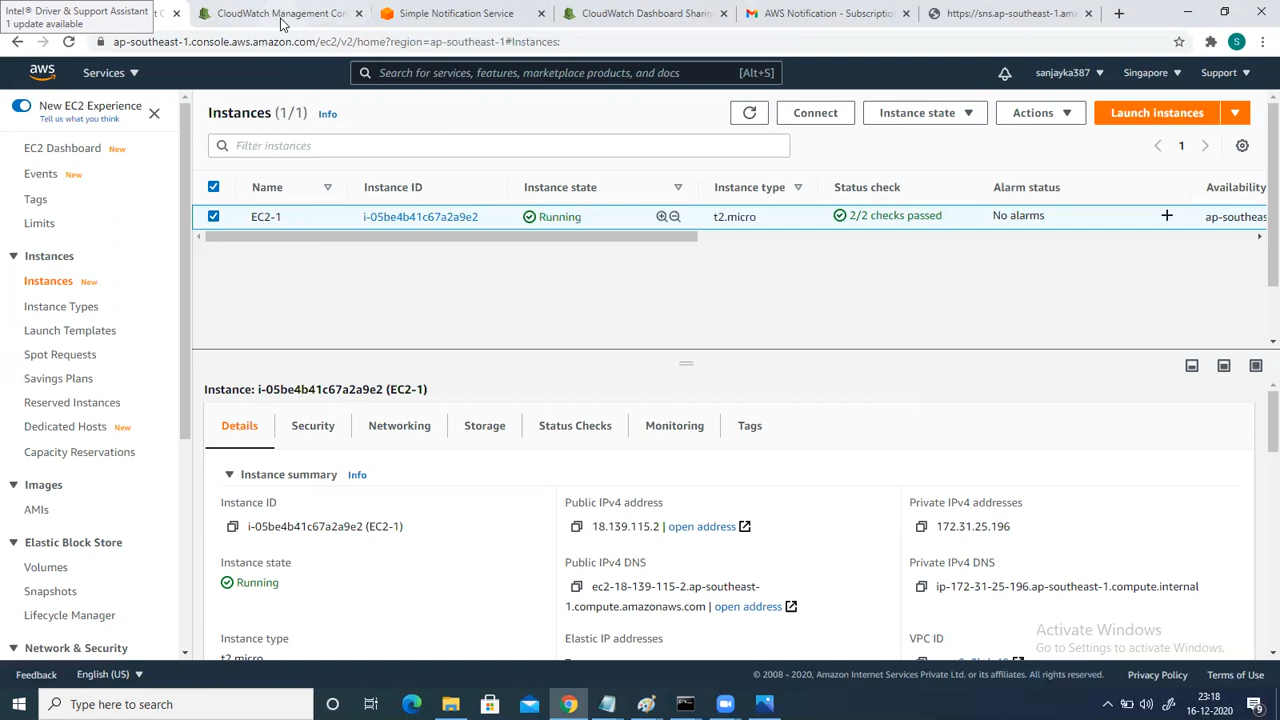 Intel® Driver & Support Assistant
1 update available
CloudWatch Management Con
Simple Notification Service
CloudWatch Dashboard Sharing
AWS Notification - Subscription
https://sns.ap-southeast-1.amaz
ap-southeast-1.console.aws.amazon.com/ec2/v2/home?region=ap-southeast-1#Instances:
S
aws
Services
Search for services, features, marketplace products, and docs
[Alt+S]
sanjayka387
Singapore
Support
New EC2 Experience
Tell us what you think
EC2 Dashboard New
Events New
Tags
Limits
Instances
Instances New
Instance Types
Launch Templates
Spot Requests
Savings Plans
Reserved Instances
Dedicated Hosts New
Capacity Reservations
Images
AMIs
Elastic Block Store
Volumes
Snapshots
Lifecycle Manager
Network & Security
Instances (1/1) Info
Connect
Instance state
Actions
Launch instances
Filter instances
1
Name
Instance ID
Instance state
Instance type
Status check
Alarm status
Availability
EC2-1
i-05be4b41c67a2a9e2
Running
t2.micro
2/2 checks passed
No alarms
+
ap-southeas
Instance: i-05be4b41c67a2a9e2 (EC2-1)
Details
Security
Networking
Storage
Status Checks
Monitoring
Tags
Instance summary Info
Instance ID
i-05be4b41c67a2a9e2 (EC2-1)
Public IPv4 address
18.139.115.2 | open address
Private IPv4 addresses
172.31.25.196
Instance state
Running
Public IPv4 DNS
ec2-18-139-115-2.ap-southeast-
1.compute.amazonaws.com | open address
Private IPv4 DNS
ip-172-31-25-196.ap-southeast-1.compute.internal
Instance type
t2.micro
Elastic IP addresses
VPC ID
Activate Windows
Go to Settings to activate Windows.
Feedback
English (US)
© 2008 - 2020, Amazon Internet Services Private Ltd. or its affiliates. All rights reserved.
Privacy Policy
Terms of Use
Type here to search
23:18
16-12-2020